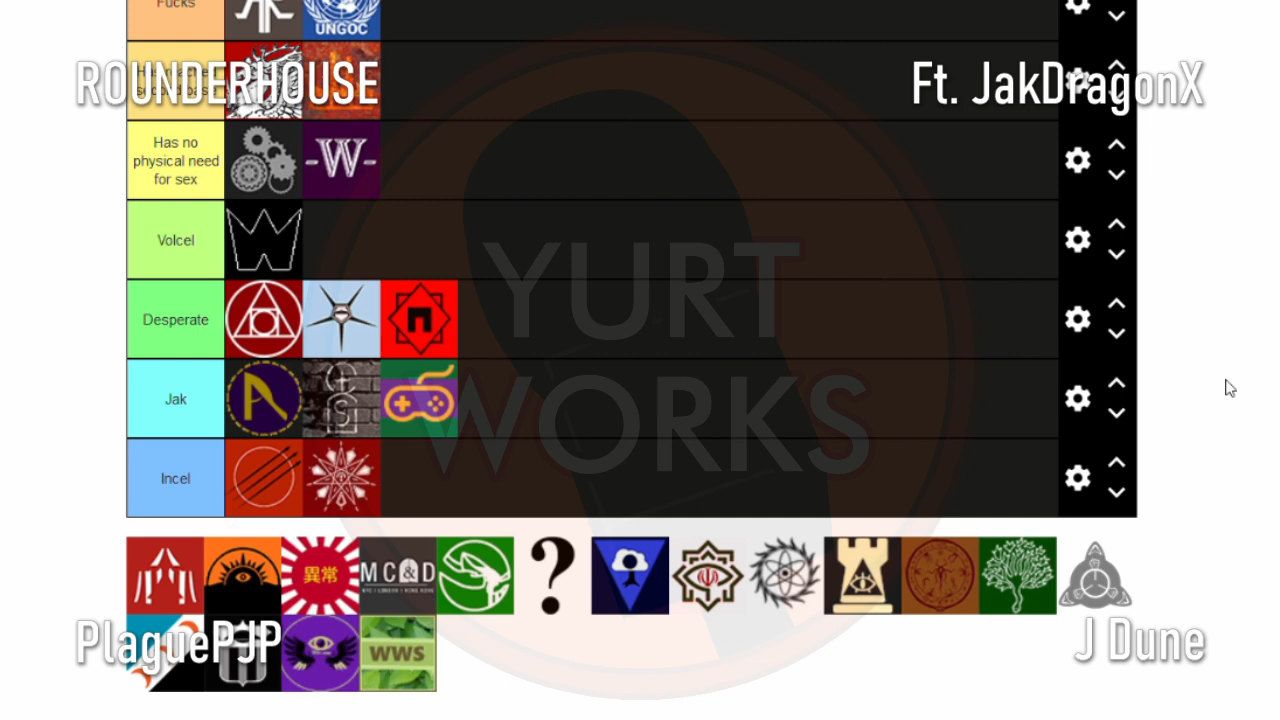 Fucks
UNGOC
ROUNDERHOUSE
Ft. JakDragonX
Has no
physical need
for sex
-W-
Volcel
YURT
Desperate
Jak
WORKS
Incel
異常
MC&D
?
PlaguePJP
WWS
J Dune